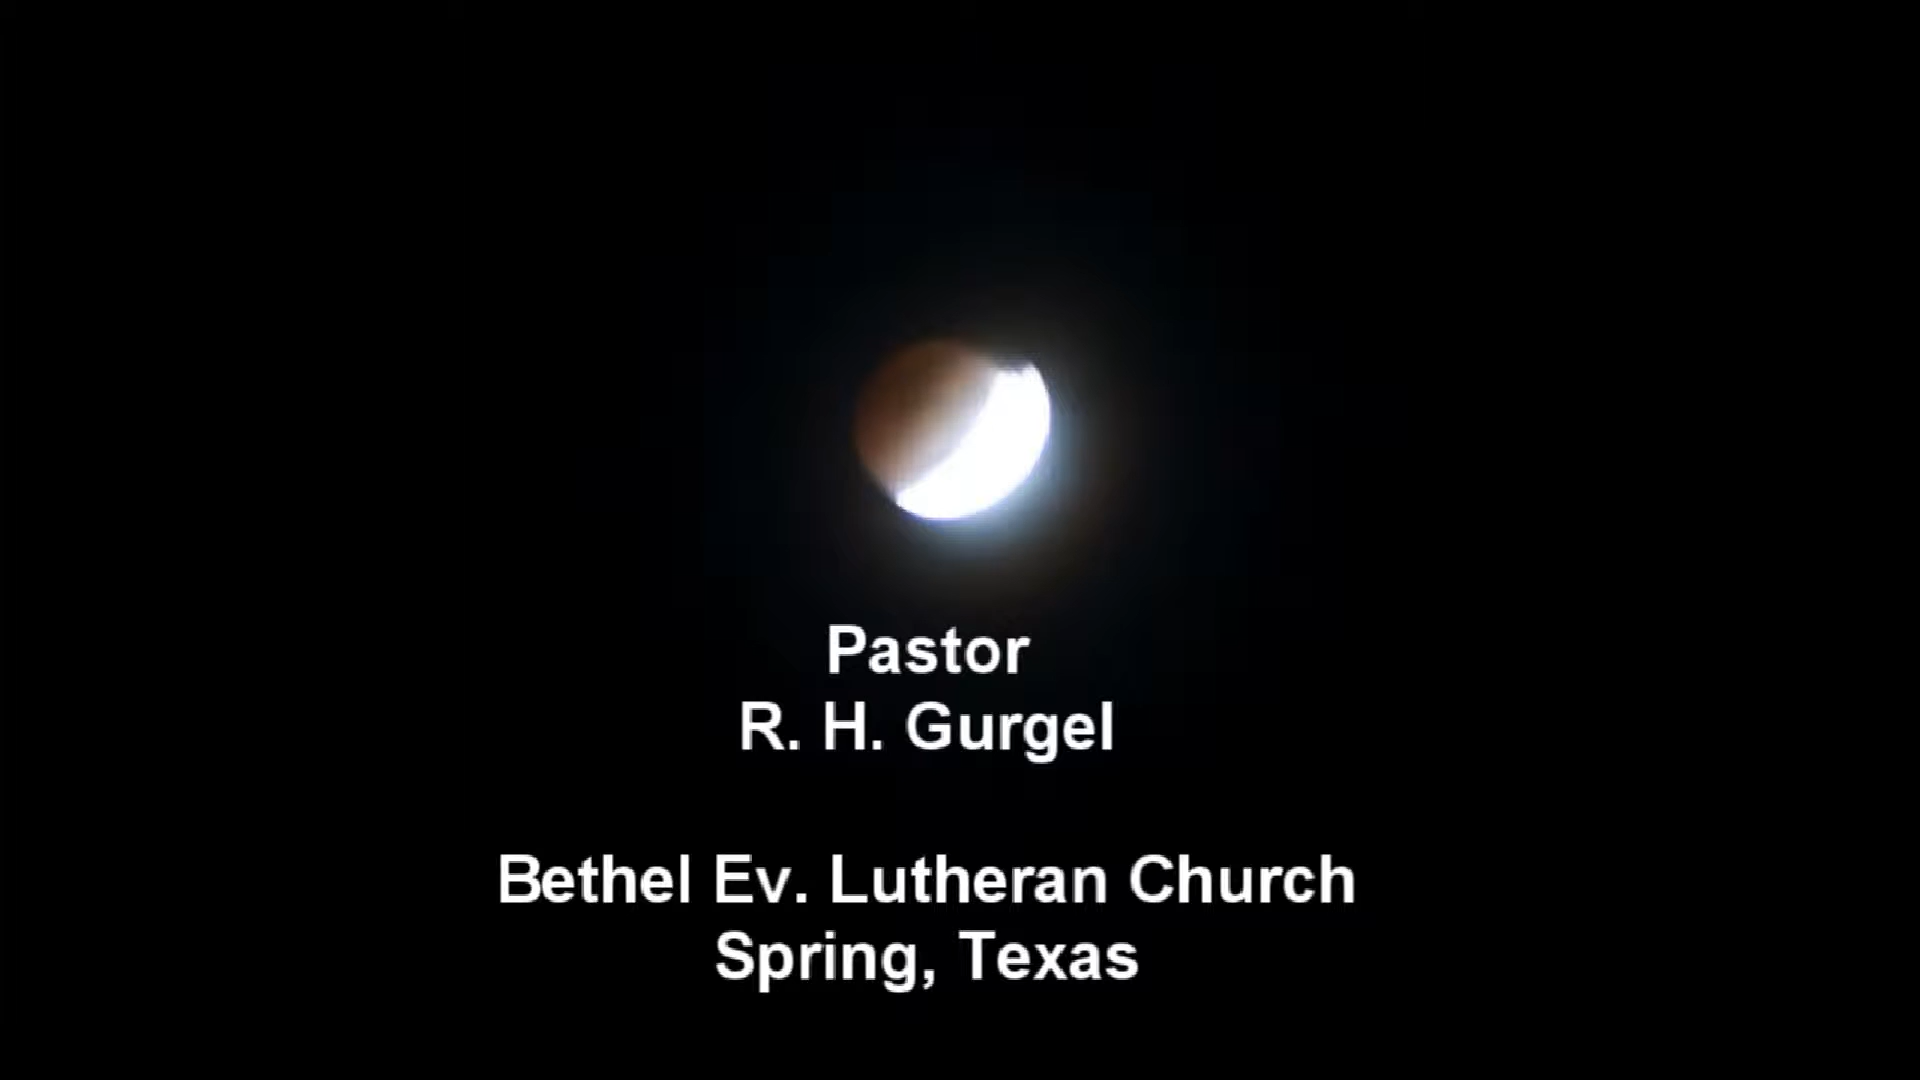 Pastor
R. H. Gurgel
Bethel Ev. Lutheran Church
Spring, Texas